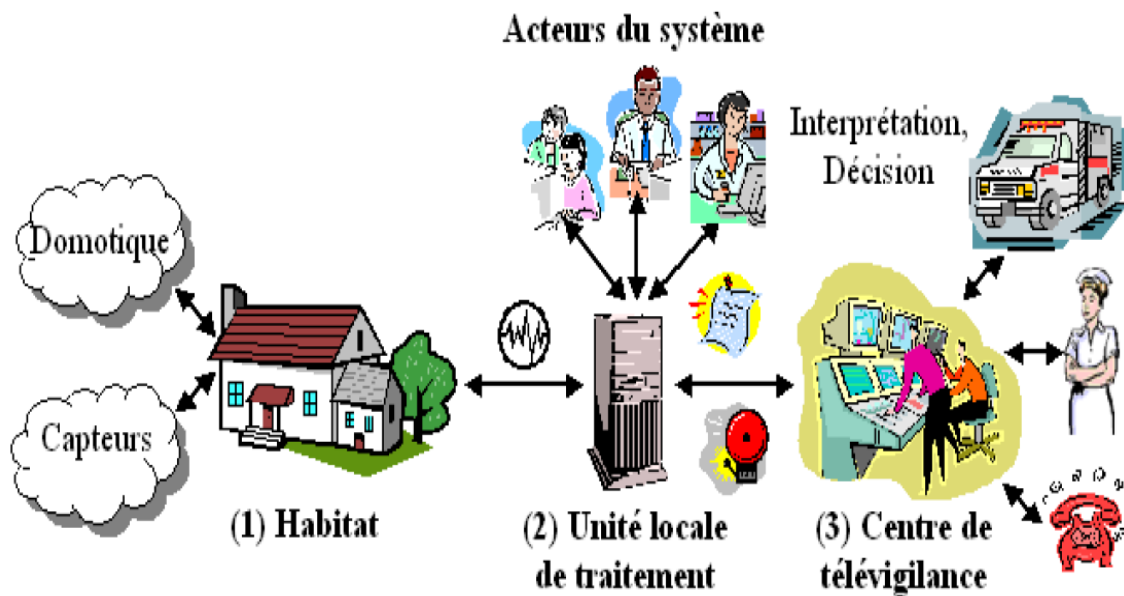 Acteurs du système
Interprétation,
Décision
Domotique
Capteurs
(1) Habitat
(2) Unité locale
de traitement
(3) Centre de
télévigilance